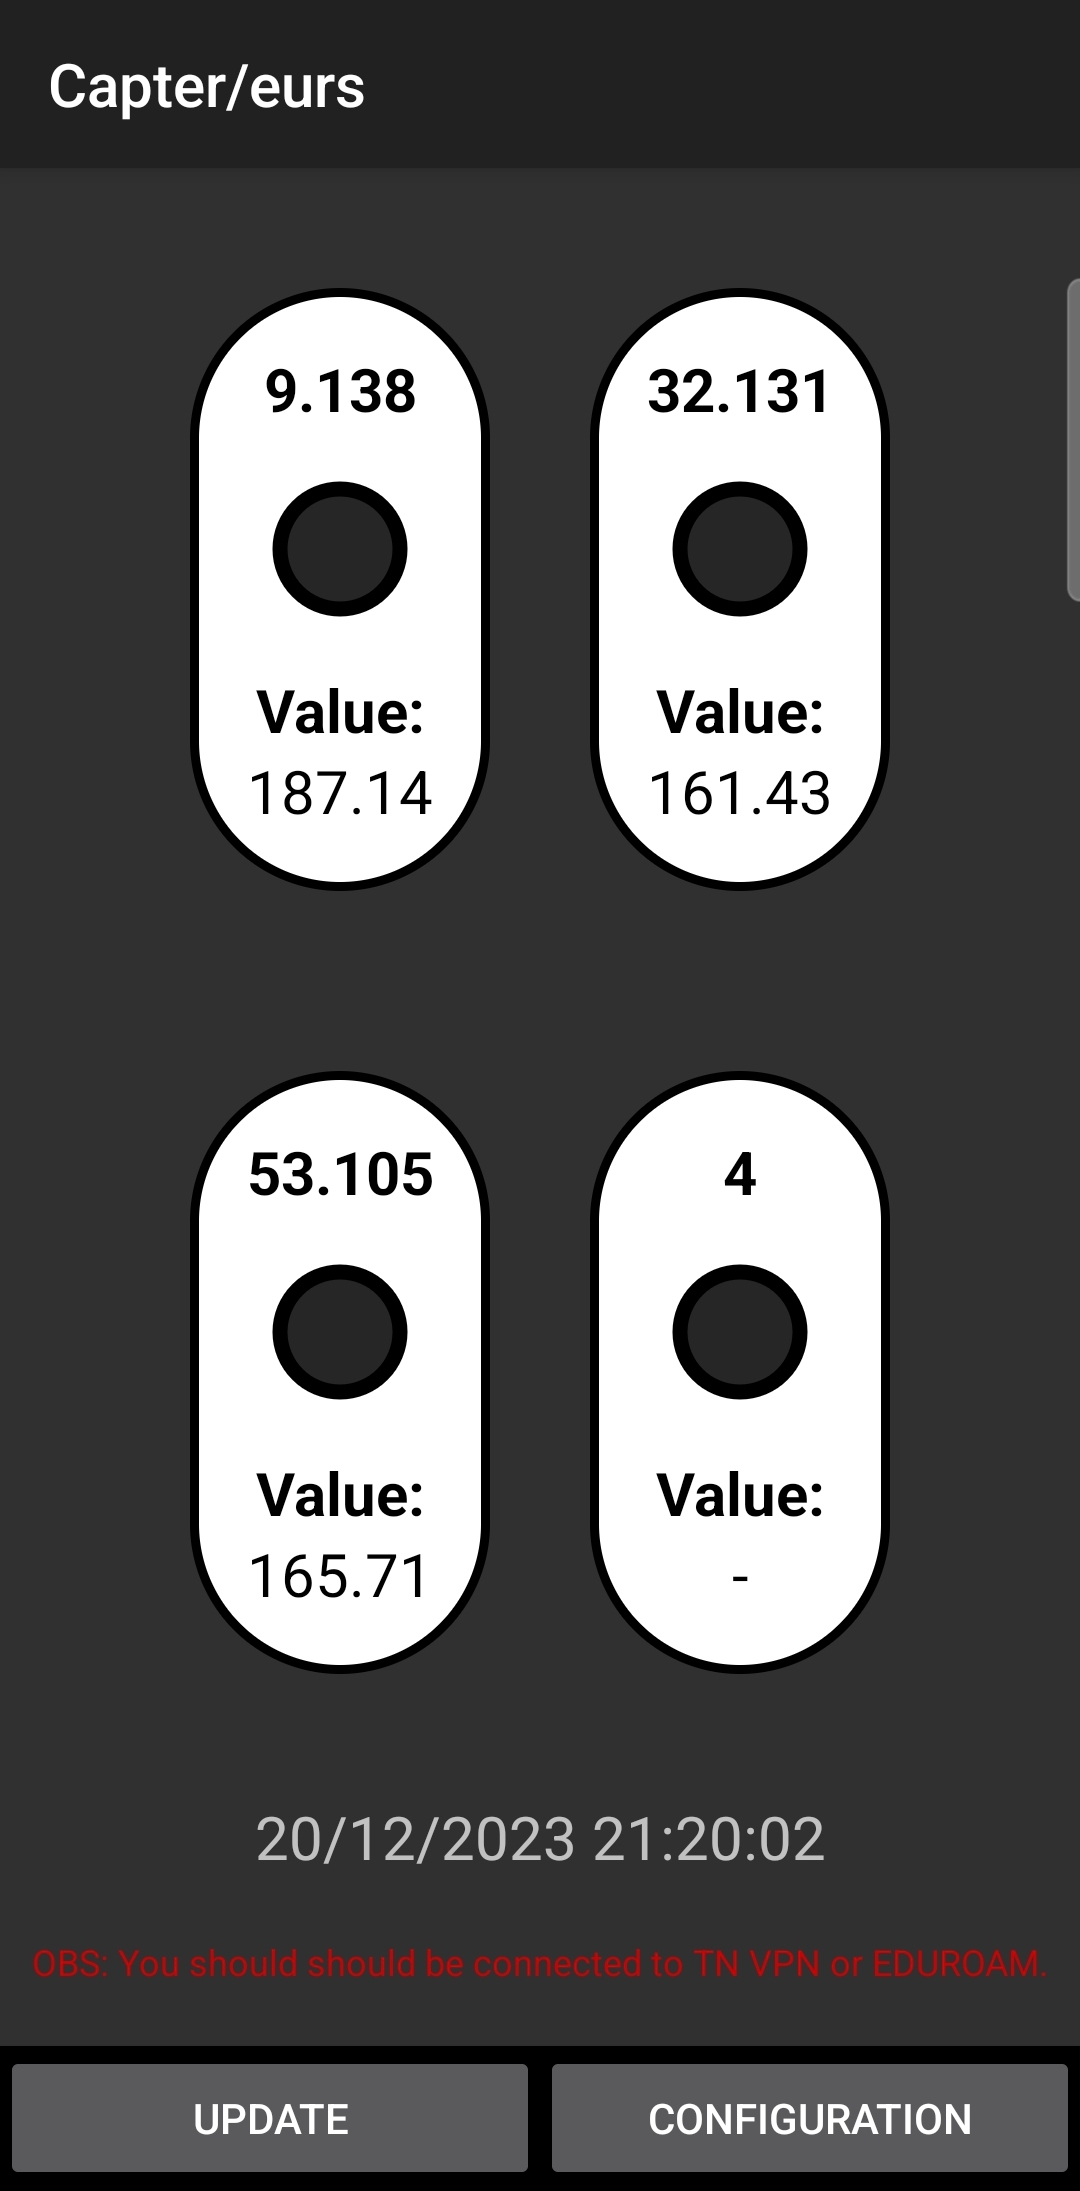 Capter/eurs
9.138
32.131
Value:
187.14
Value:
161.43
53.105
4
Value:
165.71
Value:
-
20/12/2023 21:20:02
OBS: You should should be connected to TN VPN or EDUROAM.
UPDATE
CONFIGURATION